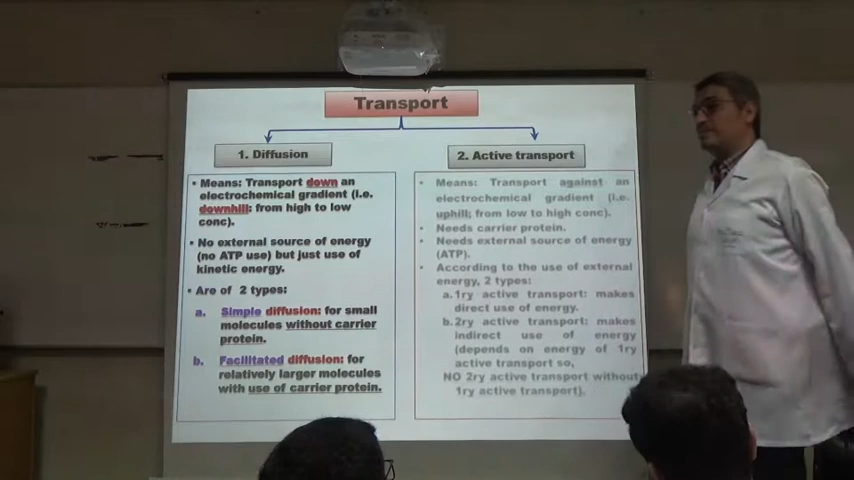 Transport
1. Diffusion
• Means: Transport down an
electrochemical gradient (i.e.
downhill; from high to low
conc).
• No external source of energy
(no ATP use) but just use of
kinetic energy.
• Are of 2 types:
a. Simple diffusion: for small
molecules without carrier
protein.
b. Facilitated diffusion: for
relatively larger molecules
with use of carrier protein.
2. Active transport
• Means: Transport against an
electrochemical gradient (i.e.
uphill; from low to high conc).
• Needs carrier protein.
• Needs external source of energy
(ATP).
• According to the use of external
energy, 2 types:
a. 1ry active transport: makes
direct use of energy.
b. 2ry active transport: makes
indirect use of energy
(depends on energy of 1ry
active transport so,
NO 2ry active transport without
1ry active transport).